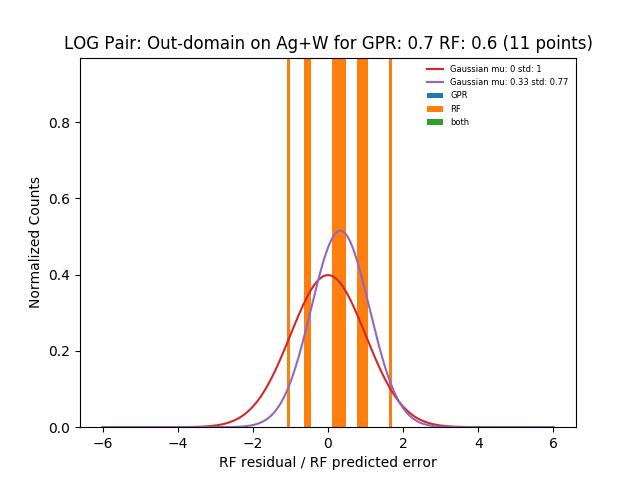 LOG Pair: Out-domain on Ag+W for GPR: 0.7 RF: 0.6 (11 points)
Gaussian mu: 0 std: 1
Gaussian mu: 0.33 std: 0.77
GPR
RF
both
Normalized Counts
0.8
0.6
0.4
0.2
0.0
−6 −4 −2 0 2 4 6
RF residual / RF predicted error